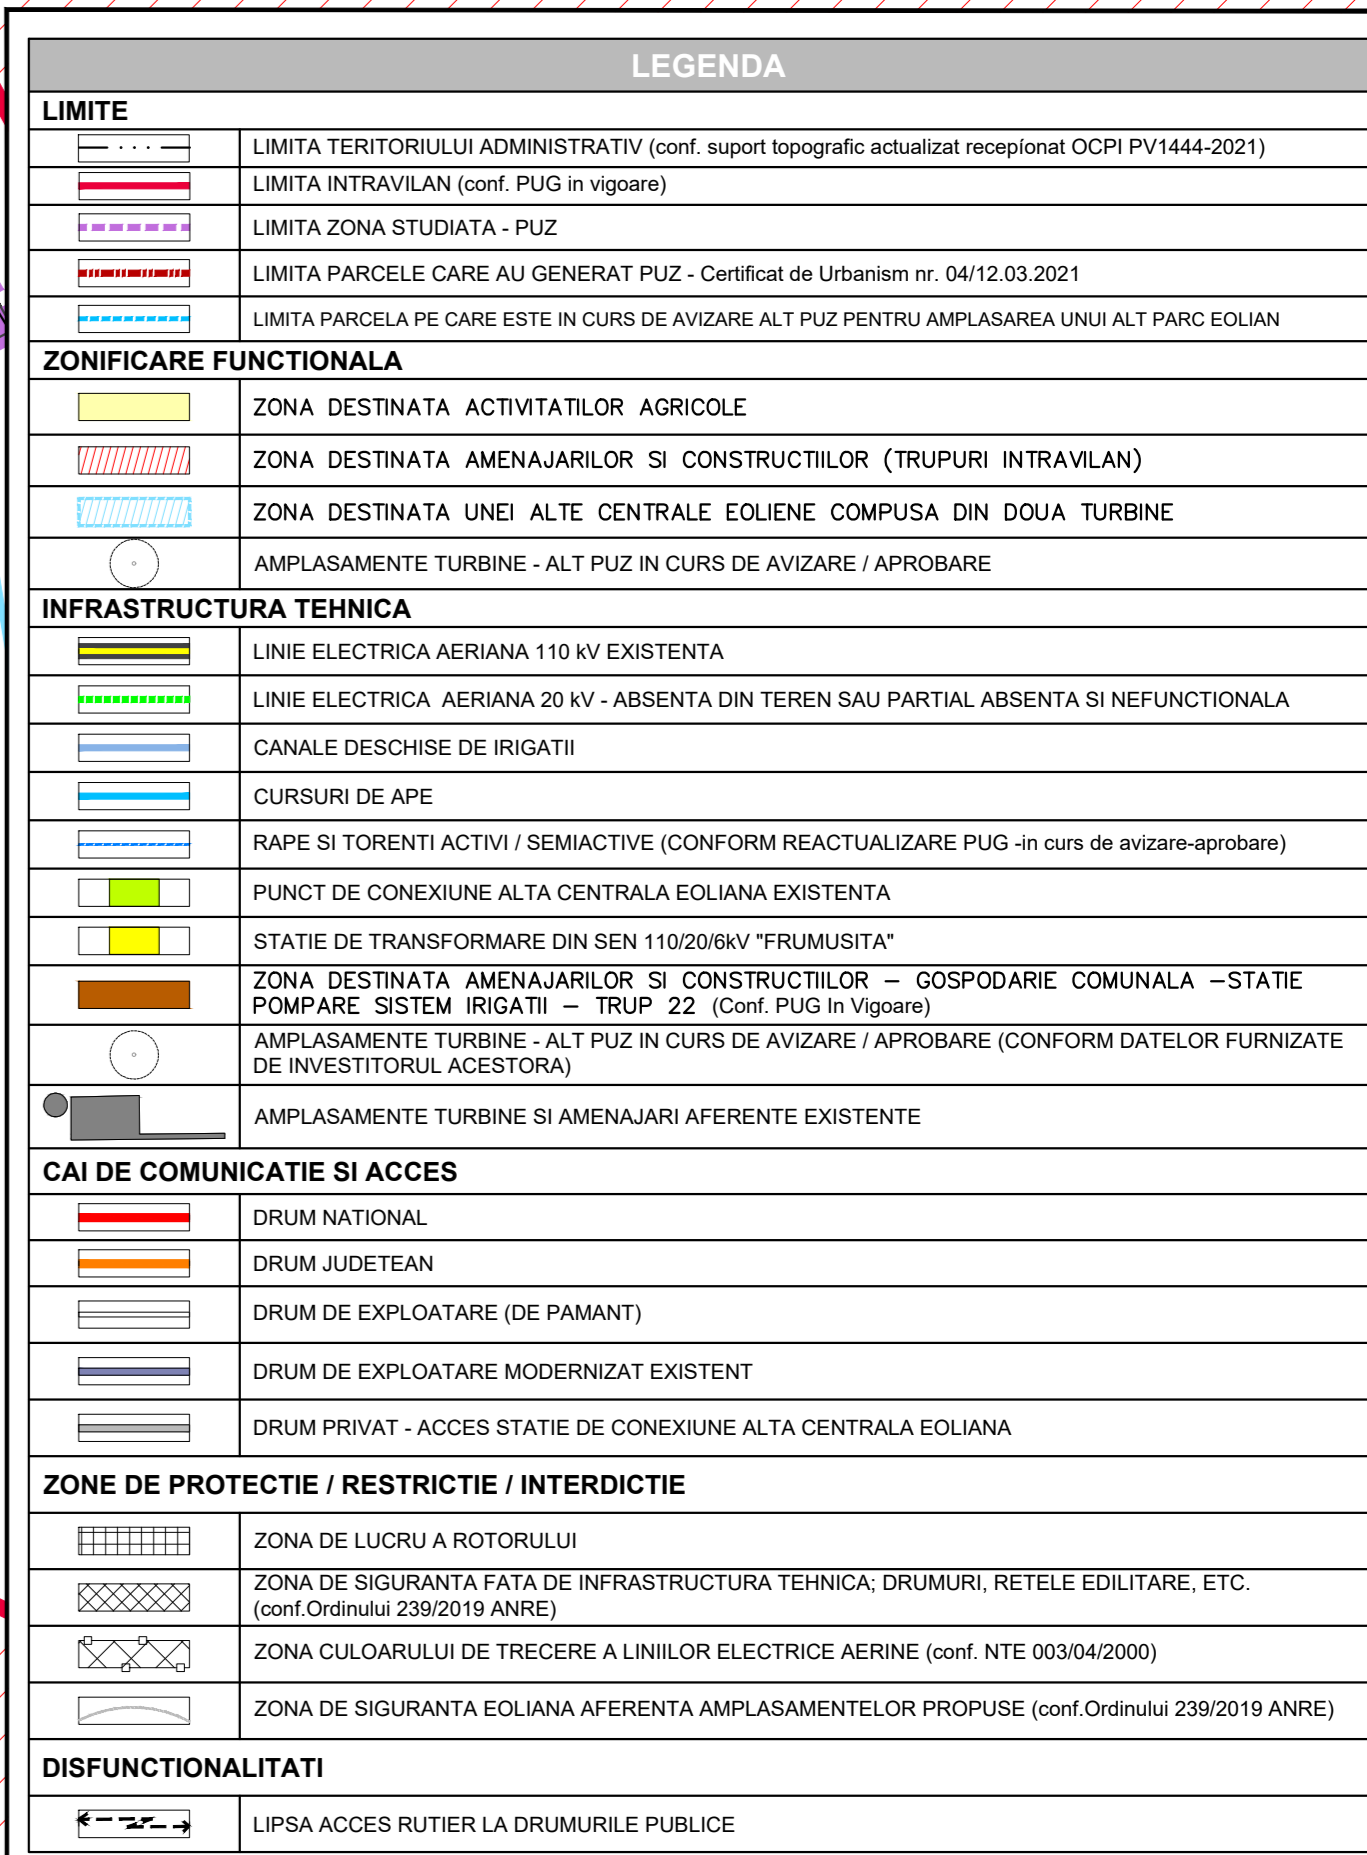 LEGENDA
LIMITE
LIMITA TERITORIULUI ADMINISTRATIV (conf. suport topografic actualizat recepíonat OCPI PV1444-2021)
LIMITA INTRAVILAN (conf. PUG in vigoare)
LIMITA ZONA STUDIATA - PUZ
LIMITA PARCELE CARE AU GENERAT PUZ - Certificat de Urbanism nr. 04/12.03.2021
LIMITA PARCELA PE CARE ESTE IN CURS DE AVIZARE ALT PUZ PENTRU AMPLASAREA UNUI ALT PARC EOLIAN
ZONIFICARE FUNCTIONALA
ZONA DESTINATA ACTIVITATILOR AGRICOLE
ZONA DESTINATA AMENAJARILOR SI CONSTRUCTIILOR (TRUPURI INTRAVILAN)
ZONA DESTINATA UNEI ALTE CENTRALE EOLIENE COMPUSA DIN DOUA TURBINE
AMPLASAMENTE TURBINE - ALT PUZ IN CURS DE AVIZARE / APROBARE
INFRASTRUCTURA TEHNICA
LINIE ELECTRICA AERIANA 110 kV EXISTENTA
LINIE ELECTRICA AERIANA 20 kV - ABSENTA DIN TEREN SAU PARTIAL ABSENTA SI NEFUNCTIONALA
CANALE DESCHISE DE IRIGATII
CURSURI DE APE
RAPE SI TORENTI ACTIVI / SEMIACTIVE (CONFORM REACTUALIZARE PUG -in curs de avizare-aprobare)
PUNCT DE CONEXIUNE ALTA CENTRALA EOLIANA EXISTENTA
STATIE DE TRANSFORMARE DIN SEN 110/20/6kV "FRUMUSITA"
ZONA DESTINATA AMENAJARILOR SI CONSTRUCTIILOR – GOSPODARIE COMUNALA –STATIE
POMPARE SISTEM IRIGATII – TRUP 22 (Conf. PUG In Vigoare)
AMPLASAMENTE TURBINE - ALT PUZ IN CURS DE AVIZARE / APROBARE (CONFORM DATELOR FURNIZATE
DE INVESTITORUL ACESTORA)
AMPLASAMENTE TURBINE SI AMENAJARI AFERENTE EXISTENTE
CAI DE COMUNICATIE SI ACCES
DRUM NATIONAL
DRUM JUDETEAN
DRUM DE EXPLOATARE (DE PAMANT)
DRUM DE EXPLOATARE MODERNIZAT EXISTENT
DRUM PRIVAT - ACCES STATIE DE CONEXIUNE ALTA CENTRALA EOLIANA
ZONE DE PROTECTIE / RESTRICTIE / INTERDICTIE
ZONA DE LUCRU A ROTORULUI
ZONA DE SIGURANTA FATA DE INFRASTRUCTURA TEHNICA; DRUMURI, RETELE EDILITARE, ETC.
(conf.Ordinului 239/2019 ANRE)
ZONA CULOARULUI DE TRECERE A LINIILOR ELECTRICE AERINE (conf. NTE 003/04/2000)
ZONA DE SIGURANTA EOLIANA AFERENTA AMPLASAMENTELOR PROPUSE (conf.Ordinului 239/2019 ANRE)
DISFUNCTIONALITATI
LIPSA ACCES RUTIER LA DRUMURILE PUBLICE